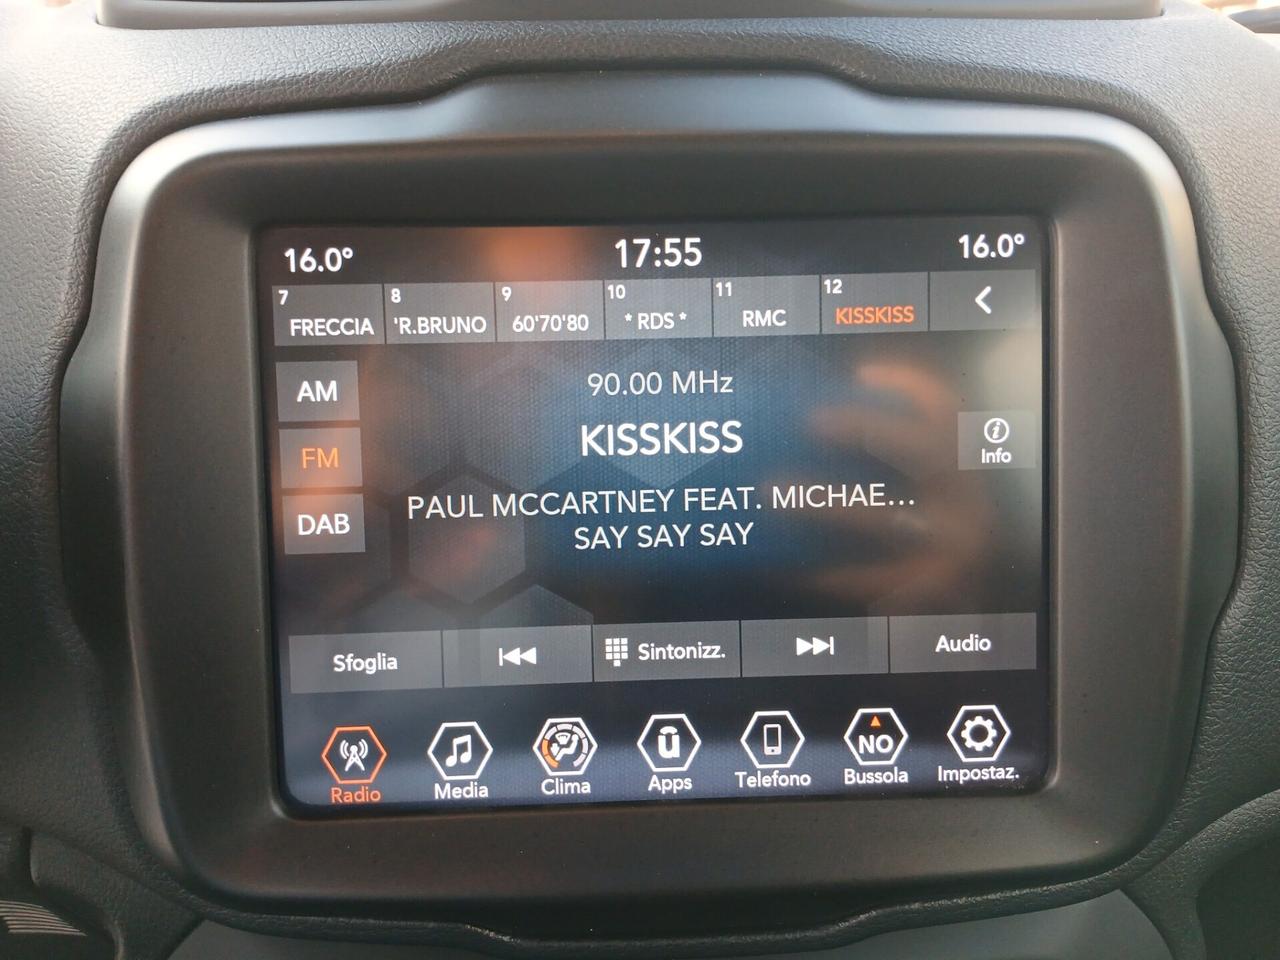 16.0° 17:55 16.0°
7 8 9 10 11 12
FRECCIA 'R.BRUNO 60'70'80 * RDS * RMC KISSKISS
AM
90.00 MHz
FM
KISSKISS
Info
PAUL MCCARTNEY FEAT. MICHAE...
DAB
SAY SAY SAY
Sfoglia Sintonizz. Audio
NO
Radio Media Clima Apps Telefono Bussola Impostaz.